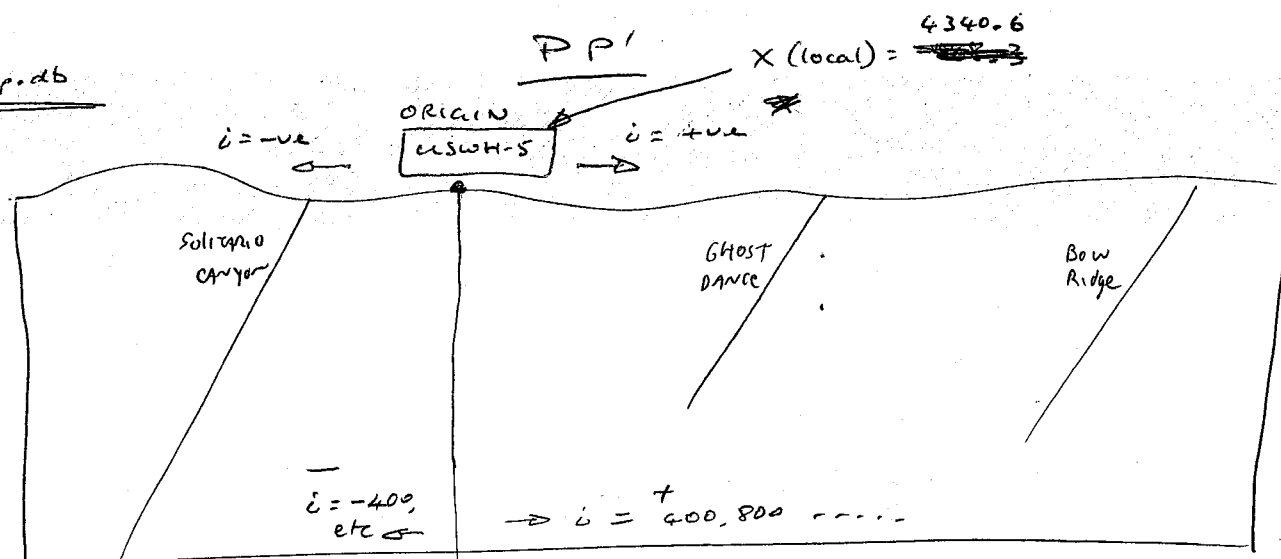 4340.6
PP'
X (local) =
p.db
ORIGIN
i = -ve
USWH-5
i = +ve
SOLITARIO
CANYON
GHOST
DANCE
BOW
Ridge
i = -400,
etc
i = +400, 800 -----